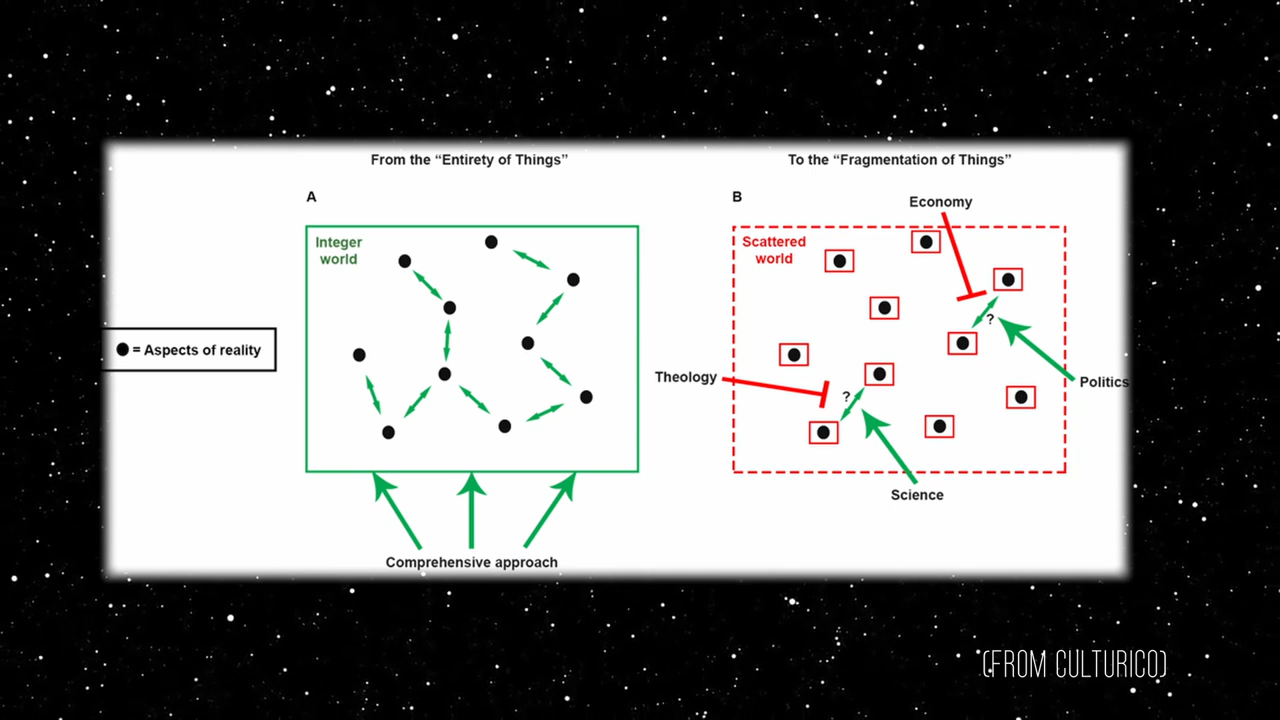 From the “Entirety of Things”
To the “Fragmentation of Things”
A
B
Economy
Integer
world
Scattered
world
?
= Aspects of reality
Theology
Politics
?
Science
Comprehensive approach
(FROM CULTURICO)